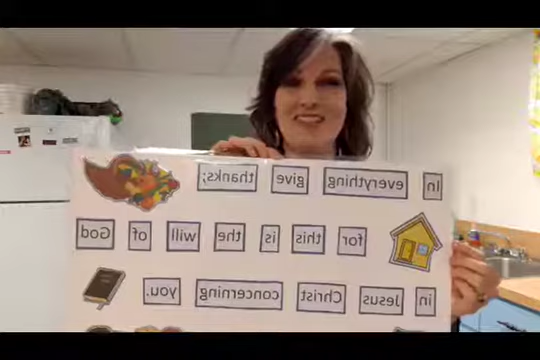 In everything give thanks;
for this is the will of God
in Jesus Christ concerning you.